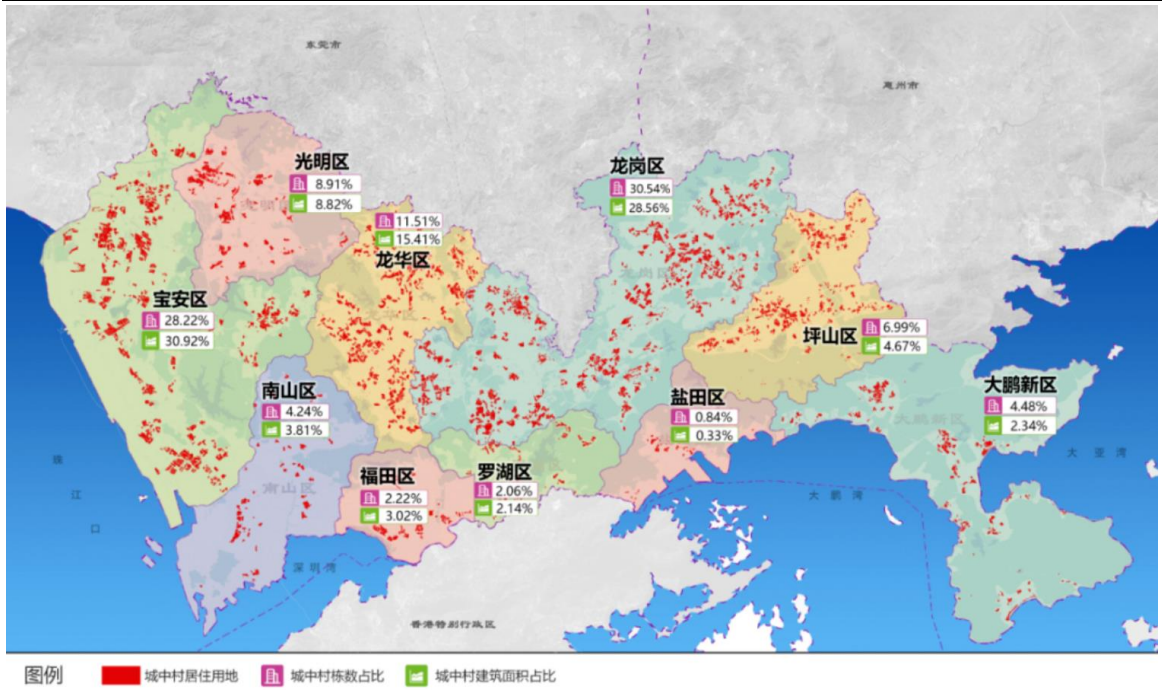 东莞市
惠州市
光明区
8.91%
8.82%
龙岗区
30.54%
28.56%
11.51%
15.41%
龙华区
宝安区
28.22%
30.92%
坪山区
6.99%
4.67%
南山区
4.24%
3.81%
盐田区
0.84%
0.33%
大鹏新区
4.48%
2.34%
大鹏新区
福田区
2.22%
3.02%
罗湖区
2.06%
2.14%
南山区
珠江口
大亚湾
大鹏湾
深圳湾
香港特别行政区
图例
城中村居住用地
城中村栋数占比
城中村建筑面积占比